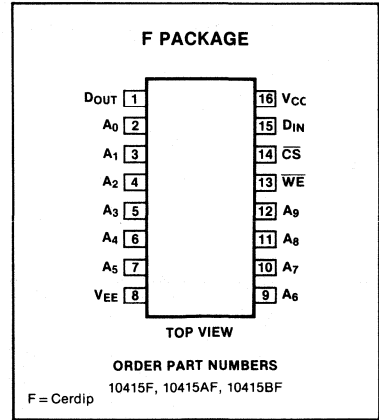 F PACKAGE
DOUT 1 16 VCC
A0 2 15 DIN
A1 3 14 C̅S̅
A2 4 13 W̅E̅
A3 5 12 A9
A4 6 11 A8
A5 7 10 A7
VEE 8 9 A6
TOP VIEW
ORDER PART NUMBERS
10415F, 10415AF, 10415BF
F = Cerdip